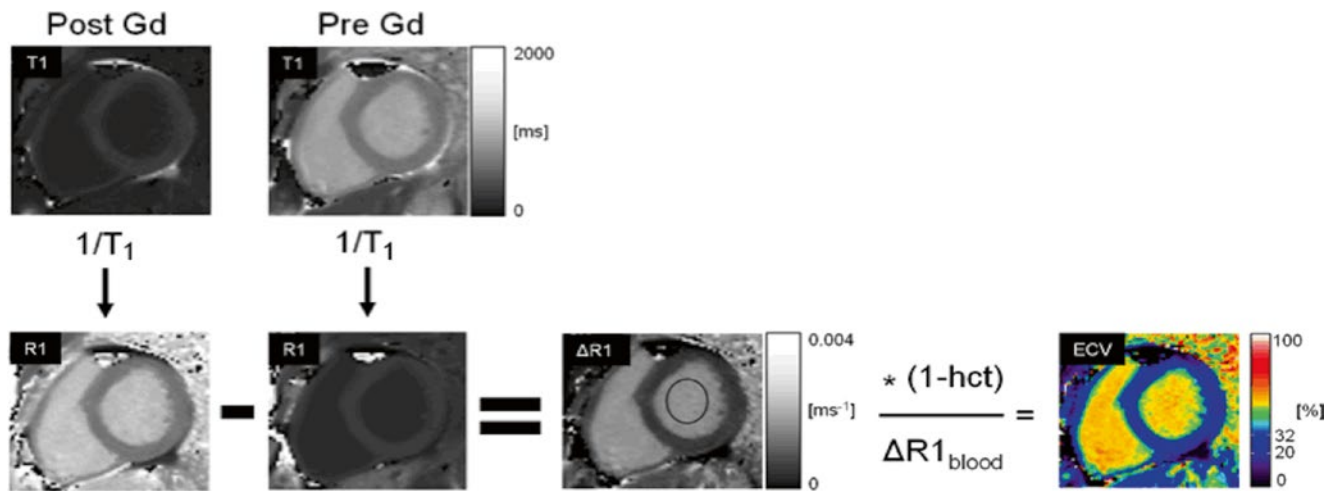 Post Gd
Pre Gd
T1
T1
2000
[ms]
0
1/T₁
1/T₁
R1
-
R1
=
ΔR1
0.004
[ms⁻¹]
0
* (1-hct)
ΔR1blood
=
ECV
100
[%]
32
20
0